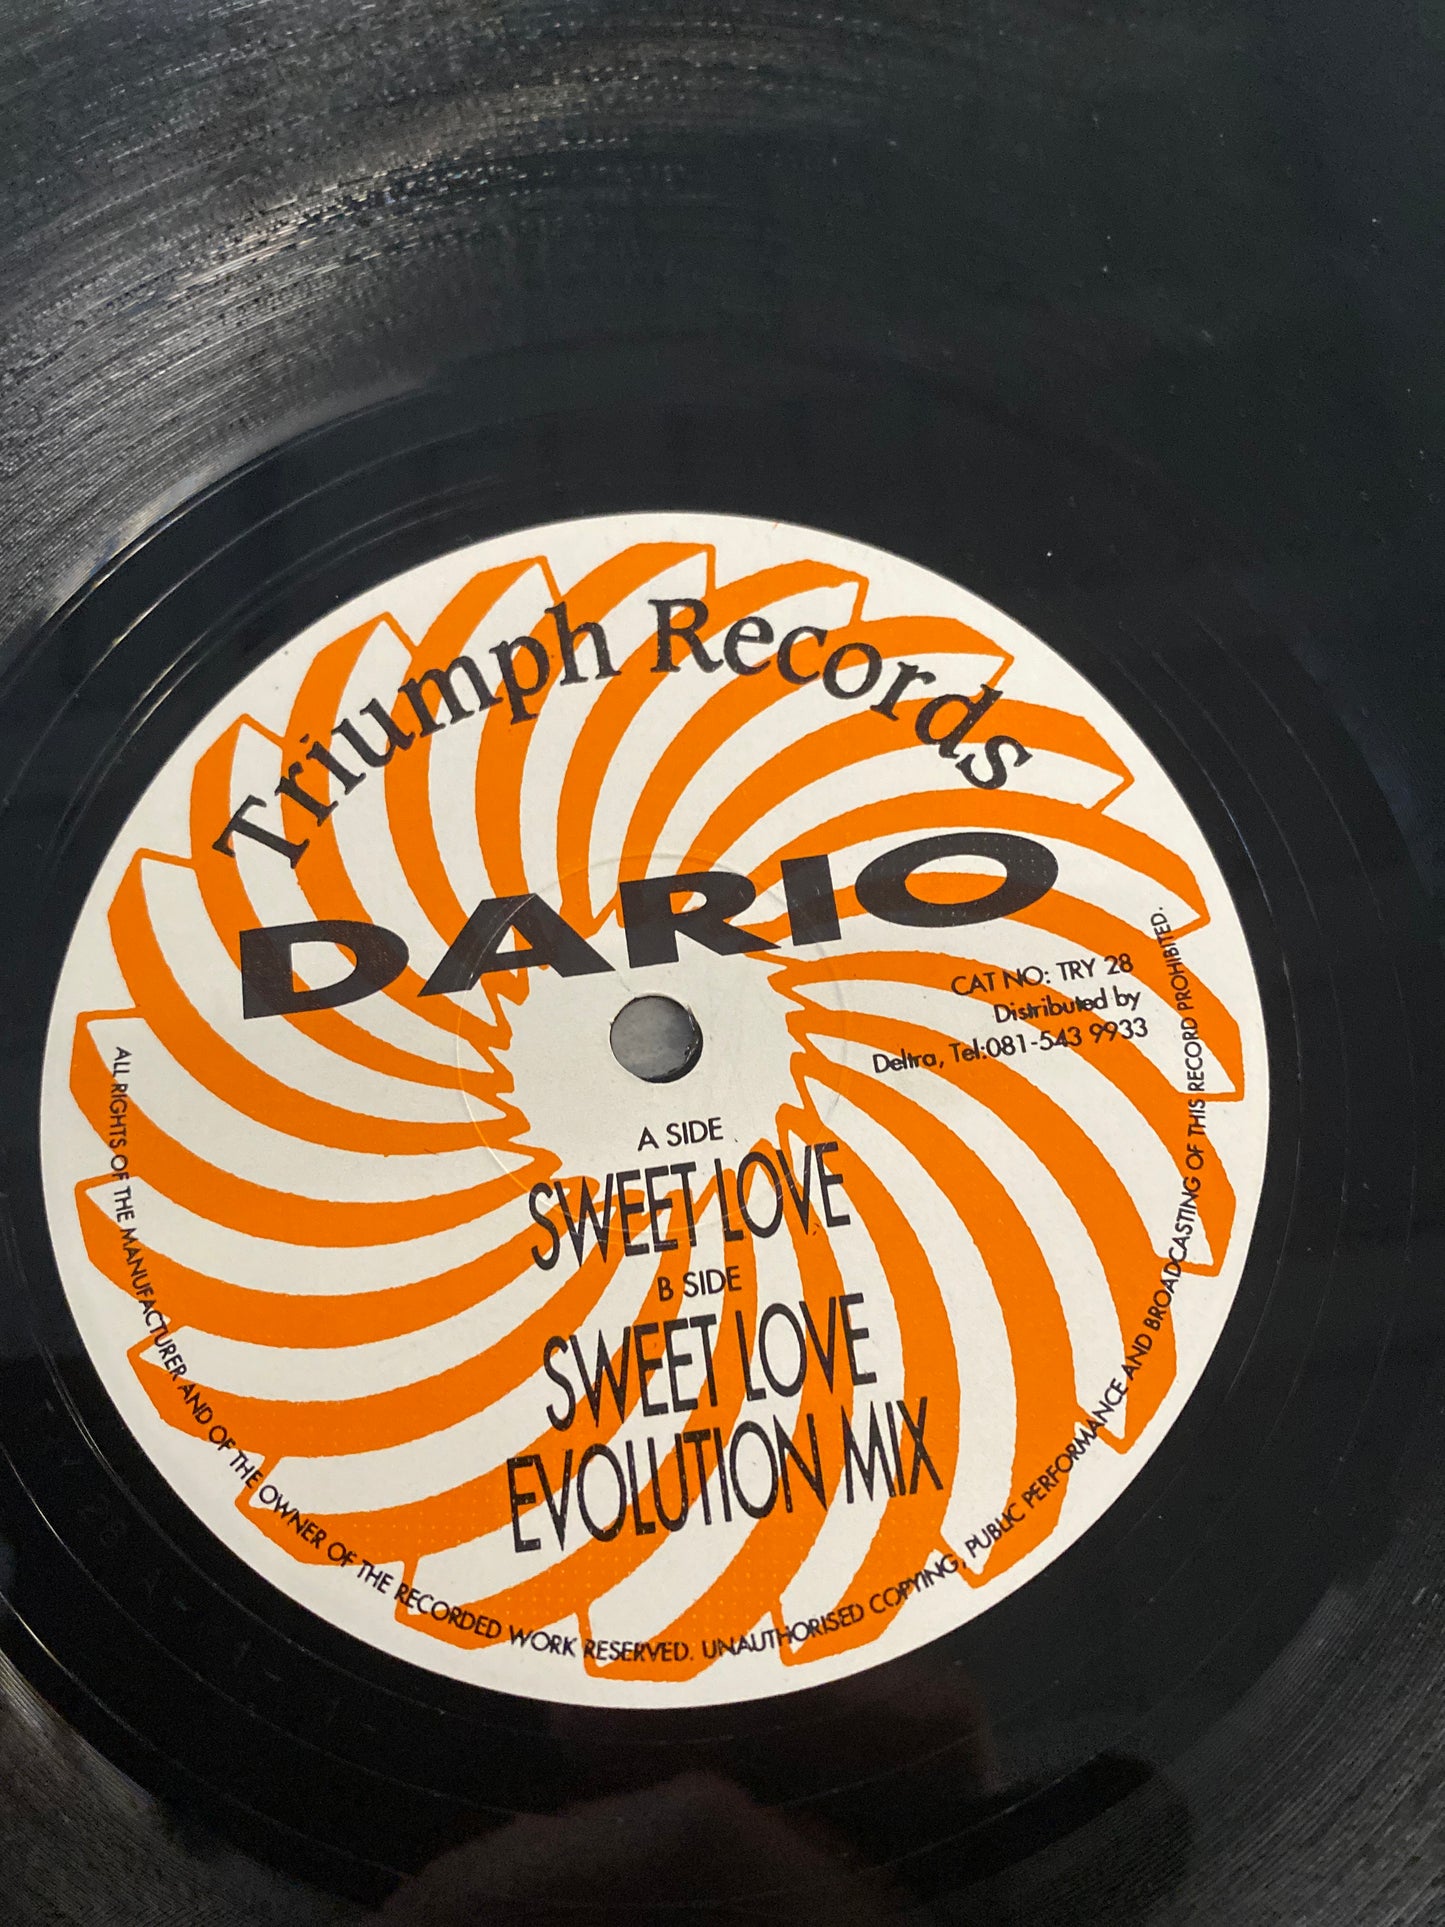 Triumph Records
DARIO
CAT NO: TRY 28
Distributed by
Deltra, Tel:081-543 9933
A SIDE
SWEET LOVE
B SIDE
SWEET LOVE
EVOLUTION MIX
ALL RIGHTS OF THE MANUFACTURER AND OF THE OWNER OF THE RECORDED WORK RESERVED. UNAUTHORISED COPYING, PUBLIC PERFORMANCE AND BROADCASTING OF THIS RECORD PROHIBITED.